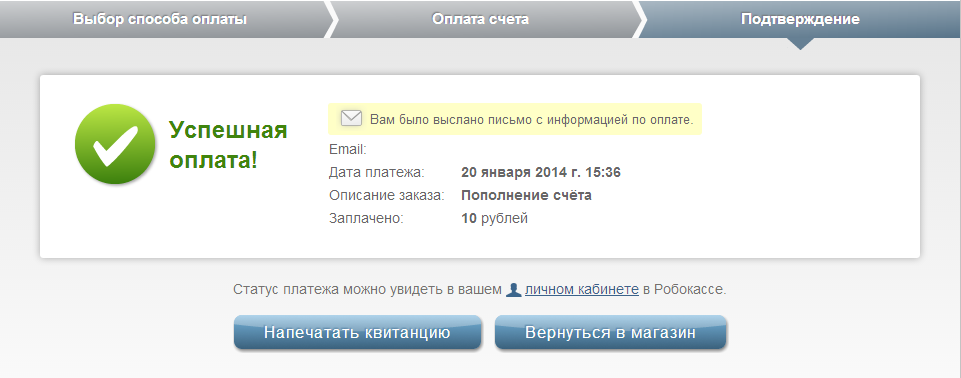 Выбор способа оплаты Оплата счета Подтверждение
Успешная
оплата!
Вам было выслано письмо с информацией по оплате.
Email:
Дата платежа: 20 января 2014 г. 15:36
Описание заказа: Пополнение счёта
Заплачено: 10 рублей
Статус платежа можно увидеть в вашем личном кабинете в Робокассе.
Напечатать квитанцию Вернуться в магазин